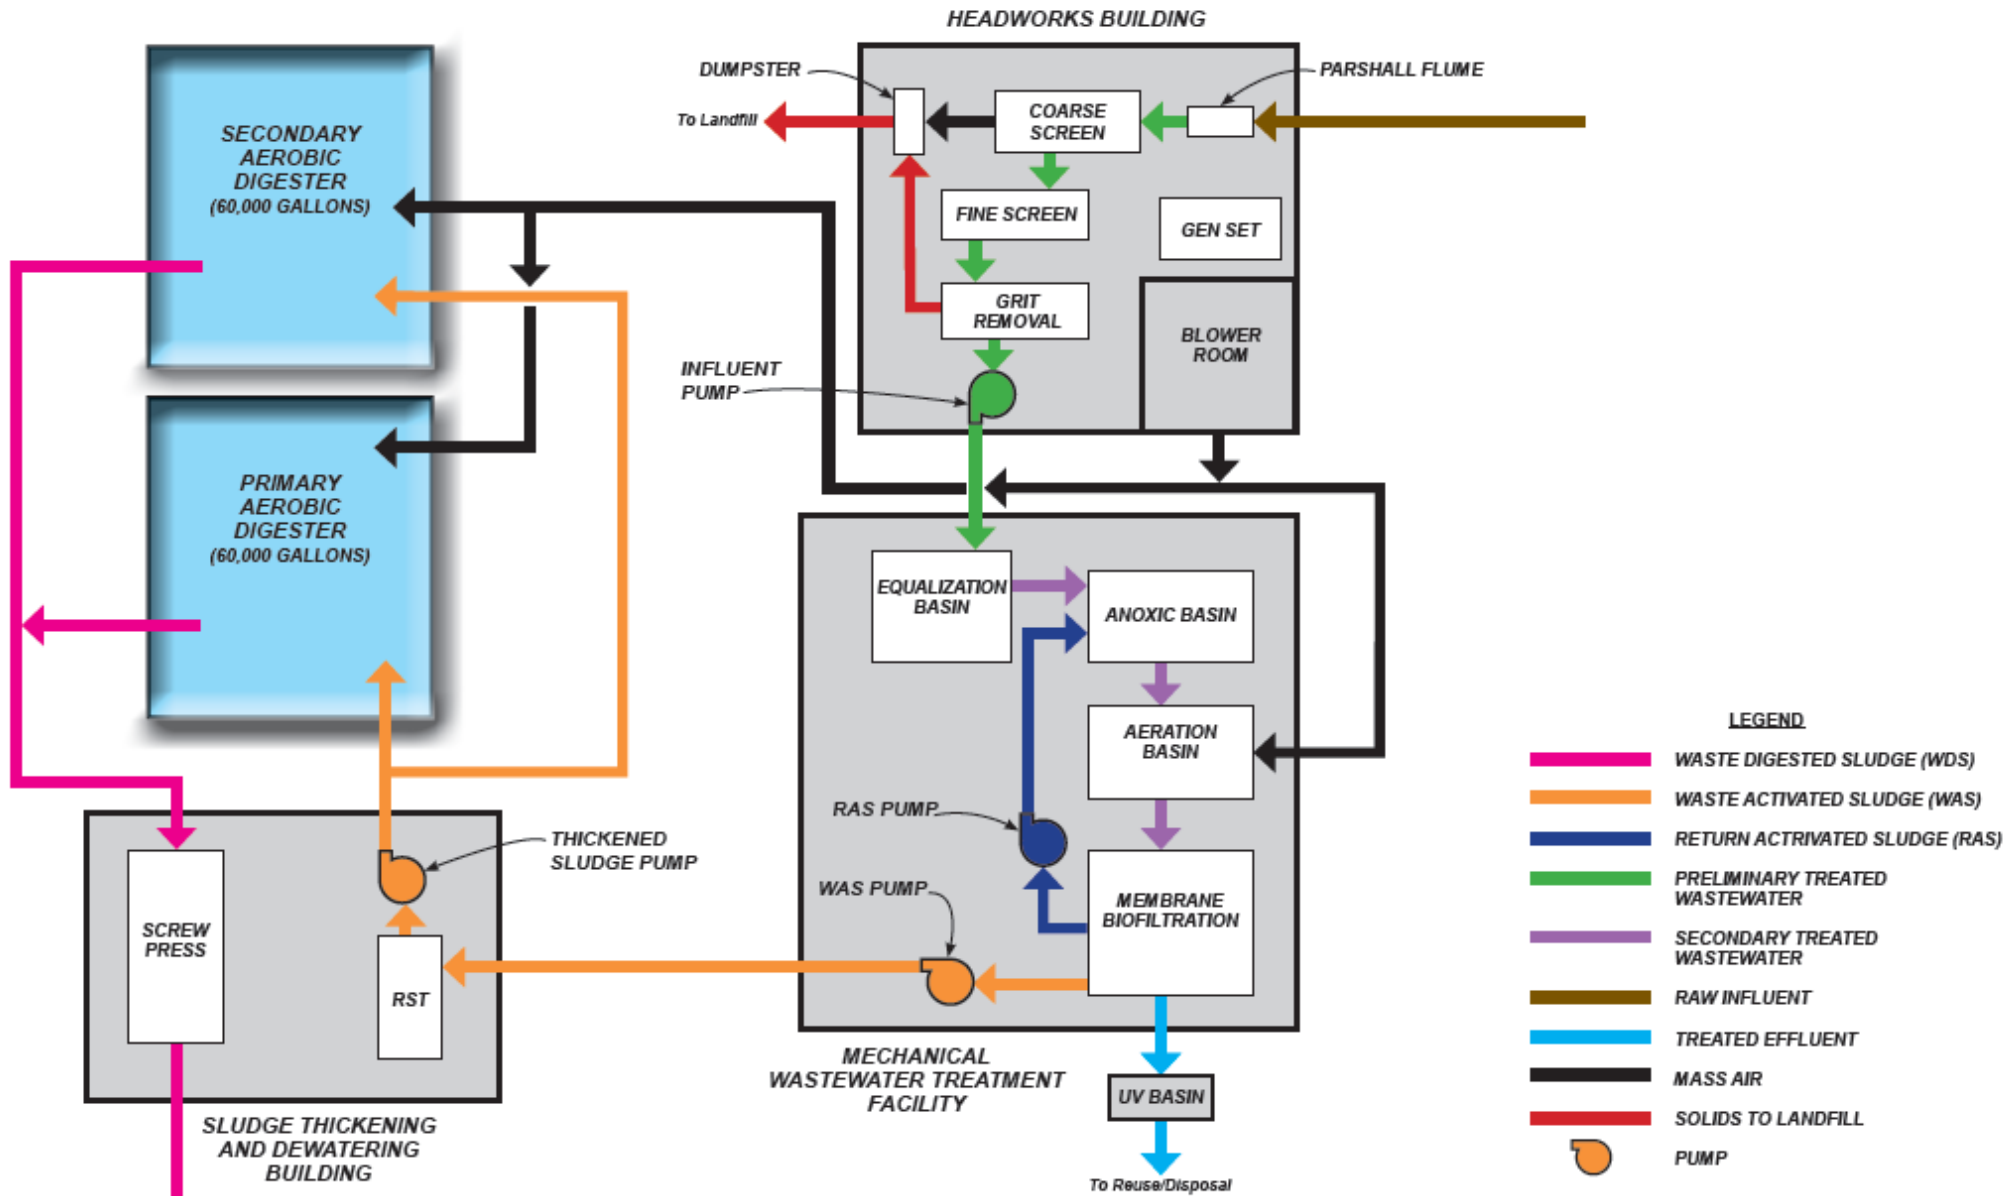 HEADWORKS BUILDING
DUMPSTER
PARSHALL FLUME
To Landfill
COARSE
SCREEN
FINE SCREEN
GEN SET
GRIT
REMOVAL
BLOWER
ROOM
INFLUENT
PUMP
SECONDARY
AEROBIC
DIGESTER
(60,000 GALLONS)
PRIMARY
AEROBIC
DIGESTER
(60,000 GALLONS)
EQUALIZATION
BASIN
ANOXIC BASIN
AERATION
BASIN
RAS PUMP
WAS PUMP
MEMBRANE
BIOFILTRATION
THICKENED
SLUDGE PUMP
SCREW
PRESS
RST
MECHANICAL
WASTEWATER TREATMENT
FACILITY
UV BASIN
To Reuse/Disposal
SLUDGE THICKENING
AND DEWATERING
BUILDING
LEGEND
WASTE DIGESTED SLUDGE (WDS)
WASTE ACTIVATED SLUDGE (WAS)
RETURN ACTRIVATED SLUDGE (RAS)
PRELIMINARY TREATED
WASTEWATER
SECONDARY TREATED
WASTEWATER
RAW INFLUENT
TREATED EFFLUENT
MASS AIR
SOLIDS TO LANDFILL
PUMP